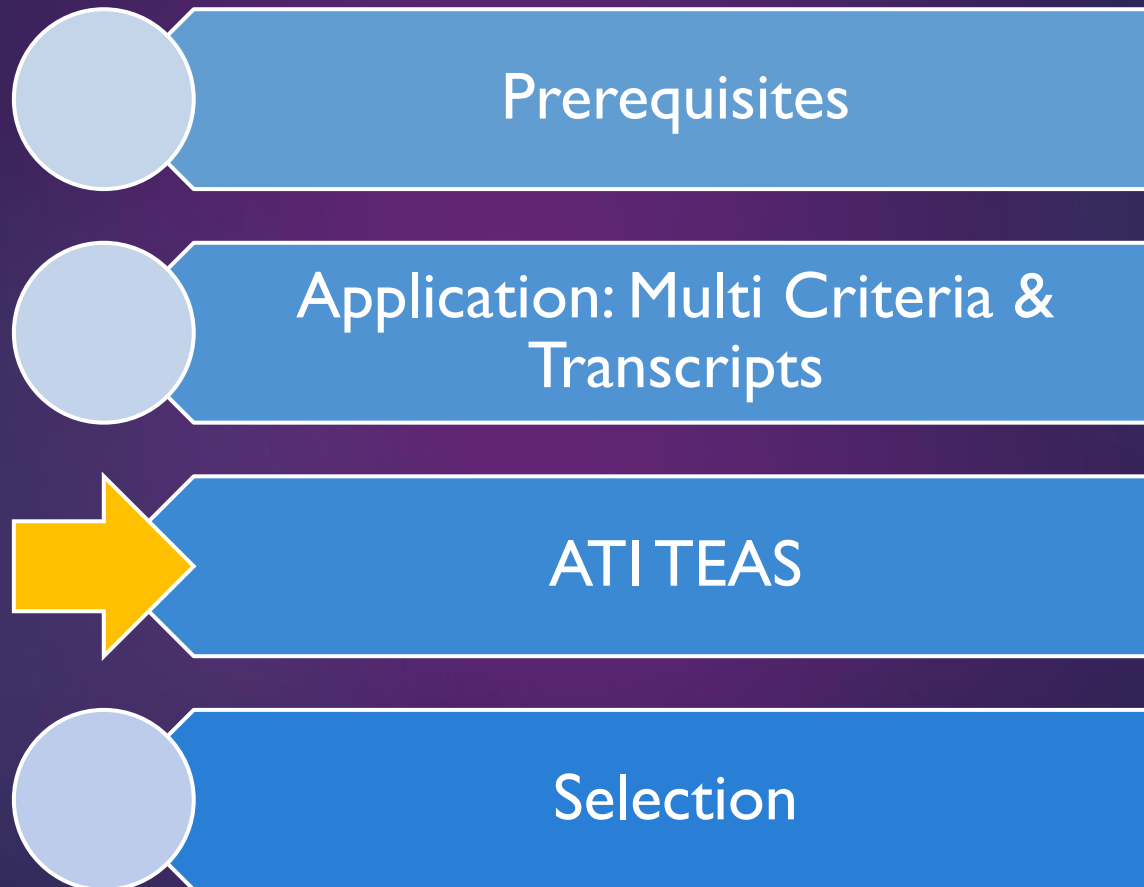 Prerequisites
Application: Multi Criteria &
Transcripts
ATI TEAS
Selection